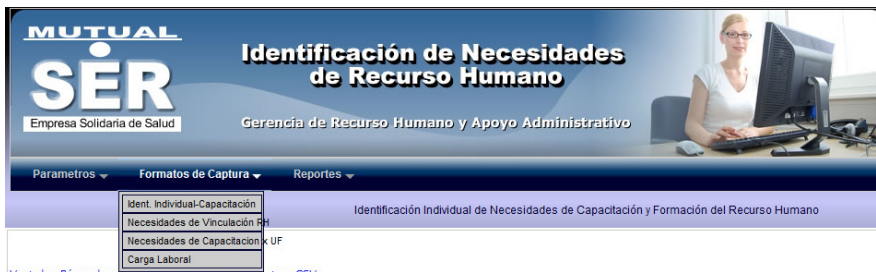 MUTUAL
SER
Empresa Solidaria de Salud
Identificación de Necesidades
de Recurso Humano
Gerencia de Recurso Humano y Apoyo Administrativo
Parametros Formatos de Captura Reportes
Ident. Individual-Capacitación
Identificación Individual de Necesidades de Capacitación y Formación del Recurso Humano
Necesidades de Vinculación RH
Necesidades de Capacitacion x UF
Carga Laboral